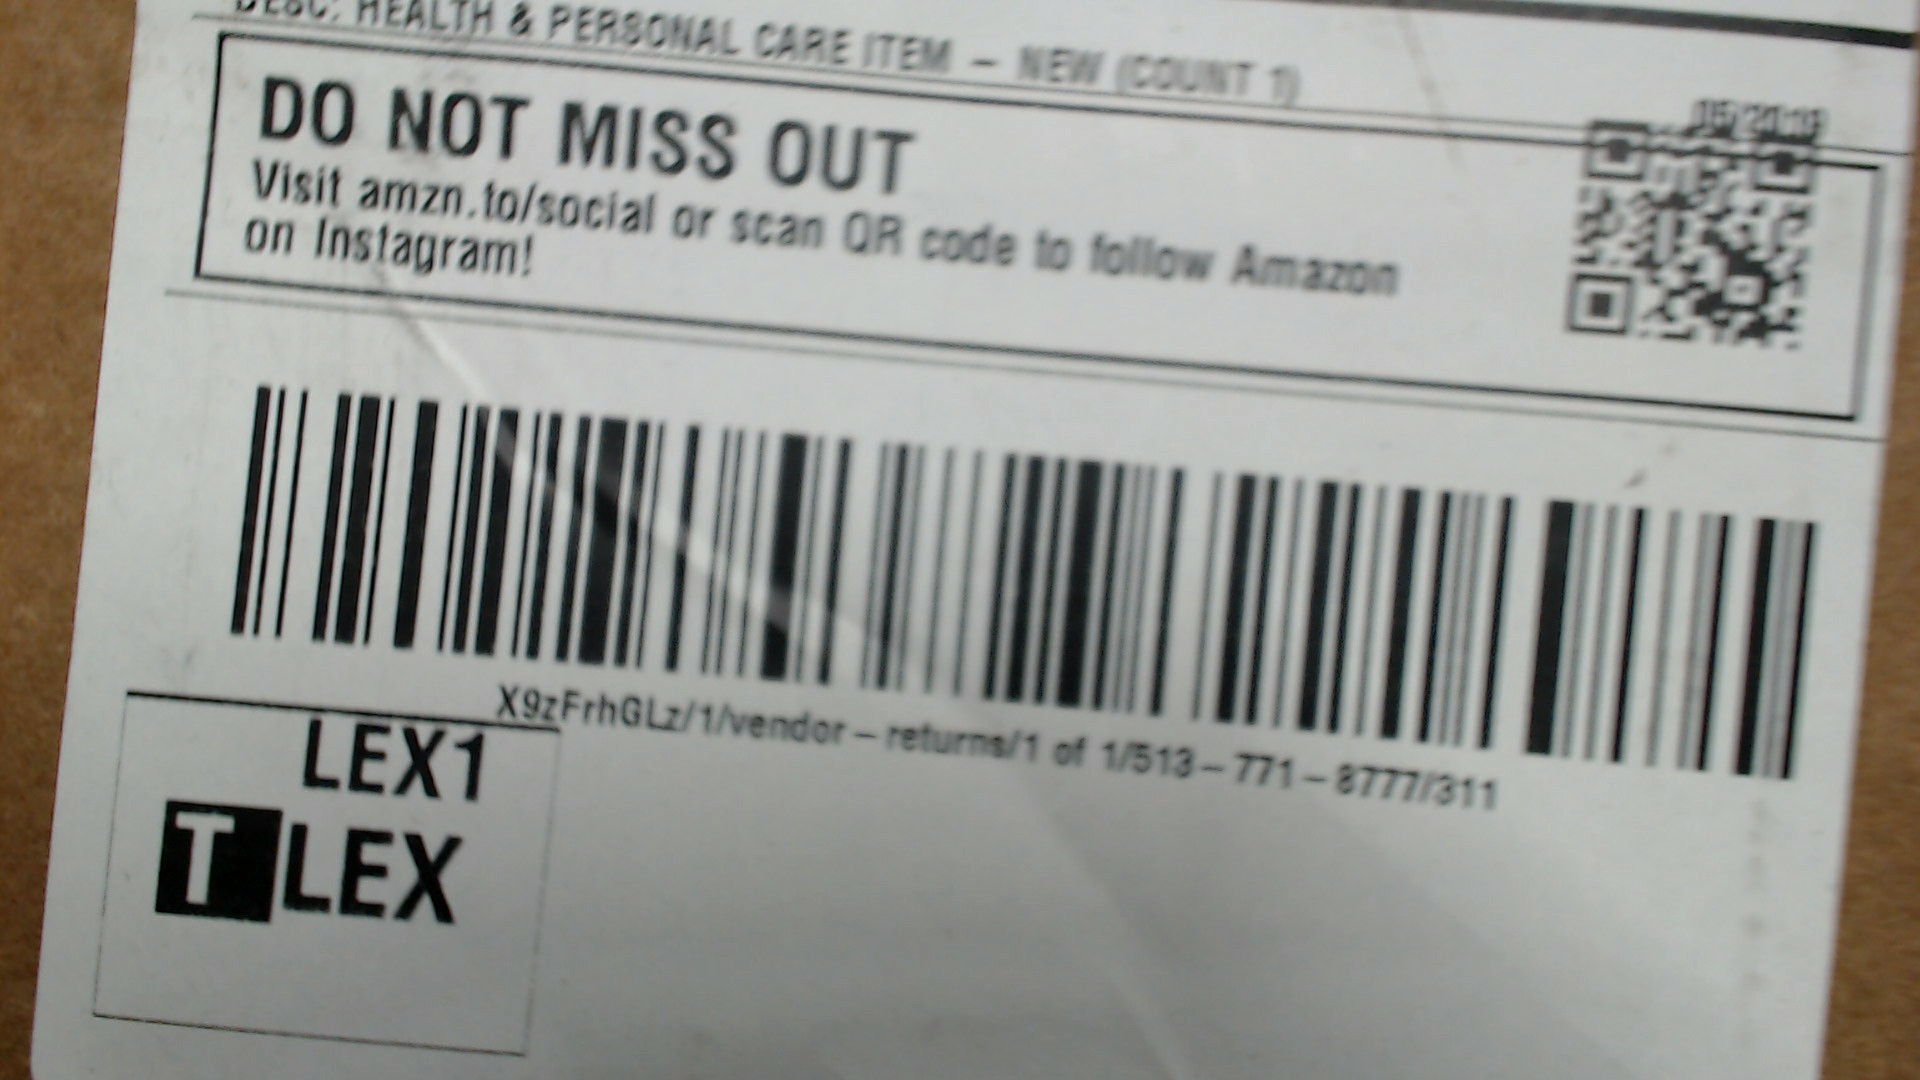 DESC: HEALTH & PERSONAL CARE ITEM - NEW (COUNT 1)
DO NOT MISS OUT
Visit amzn.to/social or scan QR code to follow Amazon
on Instagram!
X9zFrhGLz/1/vendor-returns/1 of 1/513-771-8777/311
LEX1
T LEX